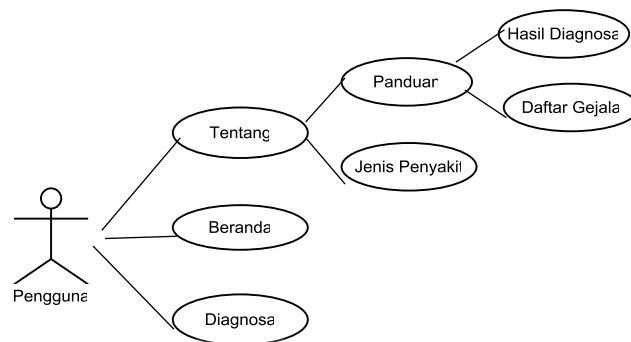 Hasil Diagnosa
Panduan
Daftar Gejala
Tentang
Jenis Penyakit
Beranda
Pengguna
Diagnosa